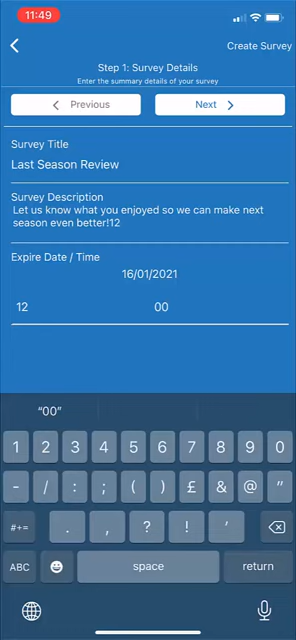 11:49
Create Survey
Step 1: Survey Details
Enter the summary details of your survey
Previous
Next
Survey Title
Last Season Review
Survey Description
Let us know what you enjoyed so we can make next
season even better!12
Expire Date / Time
16/01/2021
12 00
"00"
1 2 3 4 5 6 7 8 9 0
- / : ; ( ) £ & @ "
#+= . , ? ! '
ABC space return